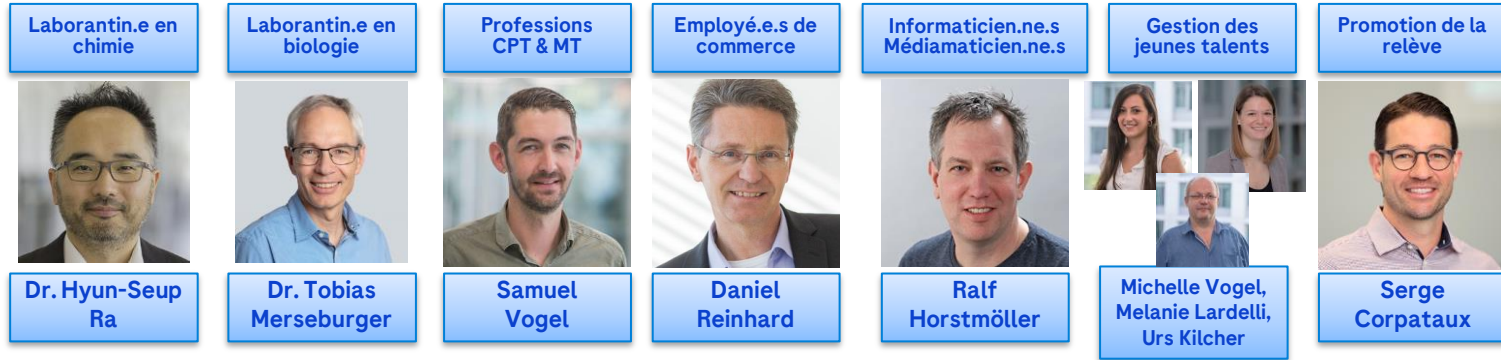 Laborantin.e en
chimie
Laborantin.e en
biologie
Professions
CPT & MT
Employé.e.s de
commerce
Informaticien.ne.s
Médiamaticien.ne.s
Gestion des
jeunes talents
Promotion de la
relève
Dr. Hyun-Seup
Ra
Dr. Tobias
Merseburger
Samuel
Vogel
Daniel
Reinhard
Ralf
Horstmöller
Michelle Vogel,
Melanie Lardelli,
Urs Kilcher
Serge
Corpataux